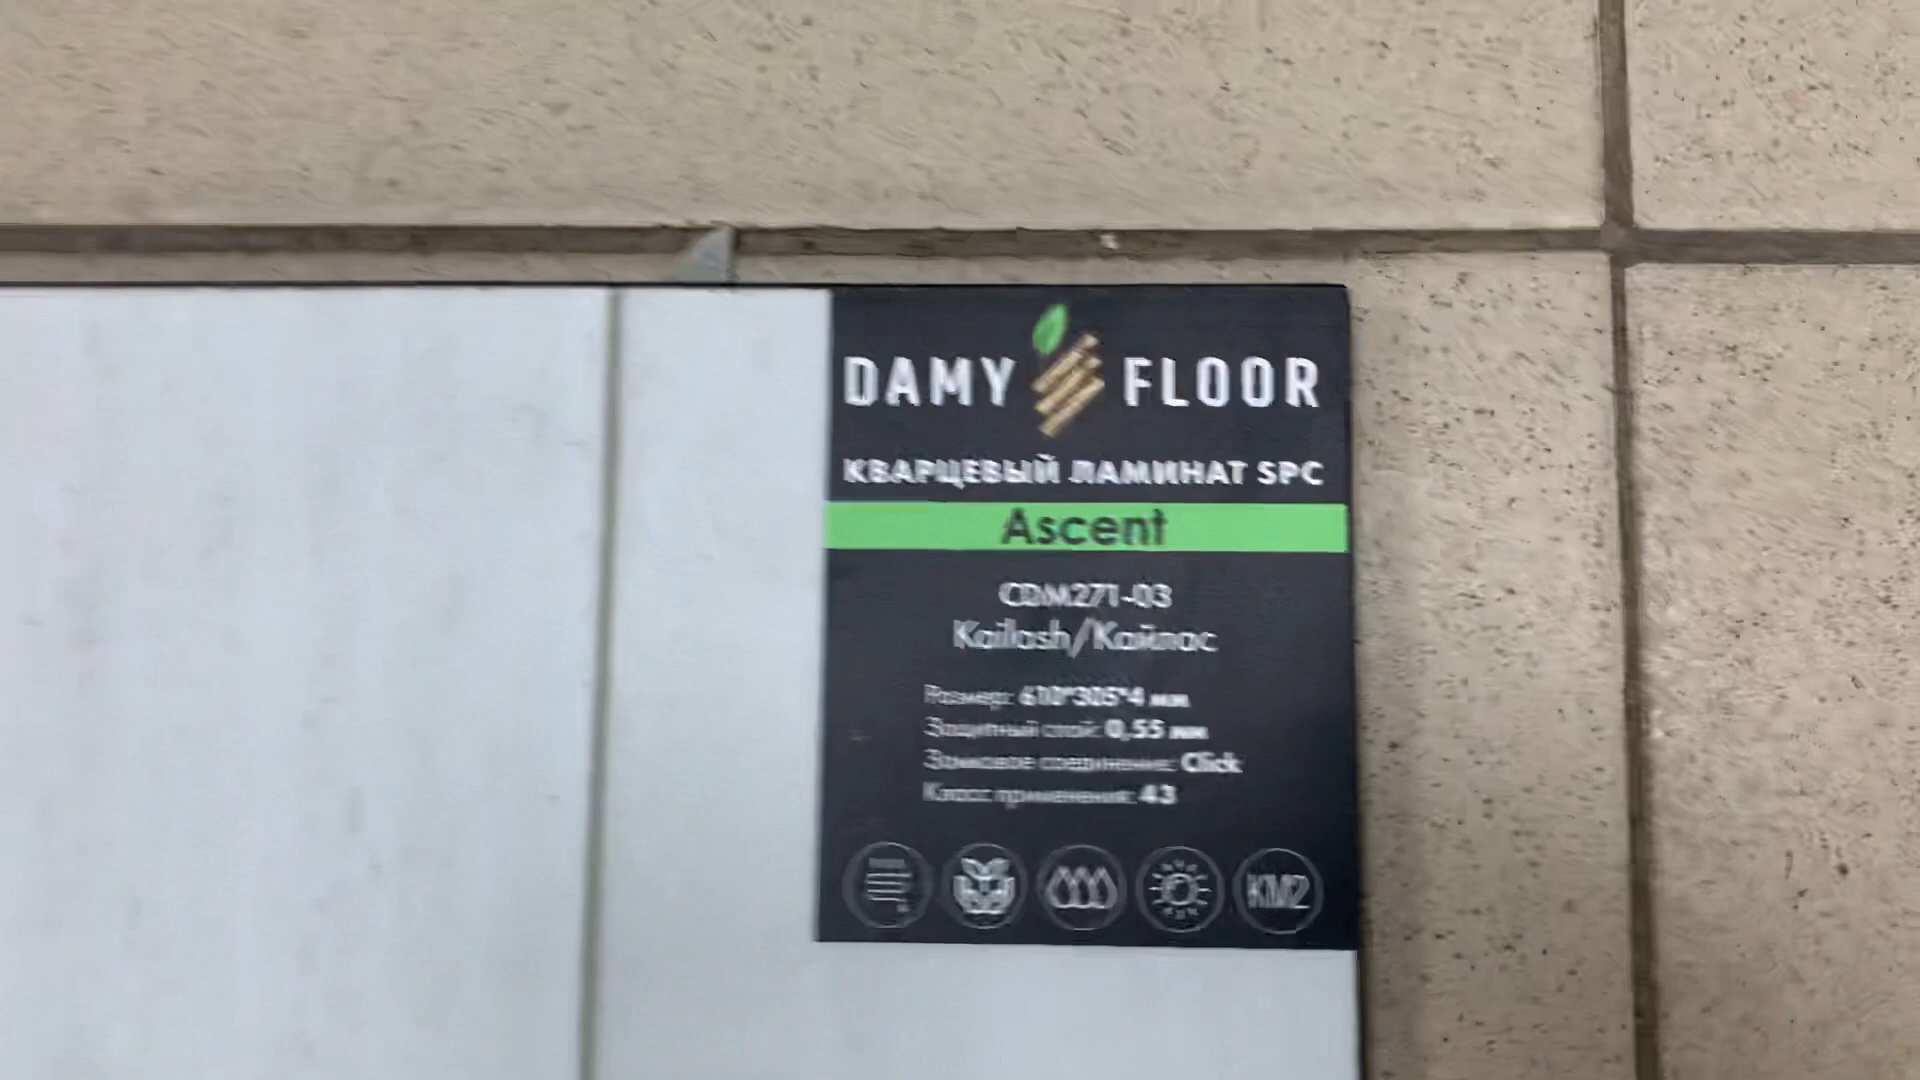 DAMY FLOOR
КВАРЦЕВЫЙ ЛАМИНАТ SPC
Ascent
CDM271-03
Kailash/Кайлас
Размер: 610*305*4 мм
Защитный слой: 0,55 мм
Замковое соединение: Click
Класс применения: 43
KM2